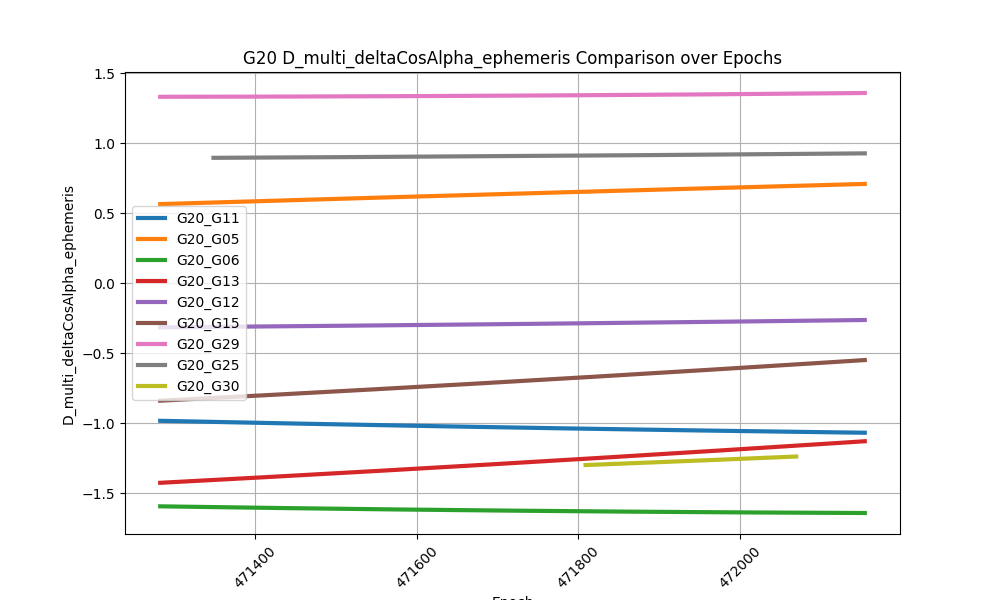 G20 D_multi_deltaCosAlpha_ephemeris Comparison over Epochs
D_multi_deltaCosAlpha_ephemeris
1.5
1.0
0.5
0.0
−0.5
−1.0
−1.5
G20_G11
G20_G05
G20_G06
G20_G13
G20_G12
G20_G15
G20_G29
G20_G25
G20_G30
471400
471600
471800
472000
Epoch